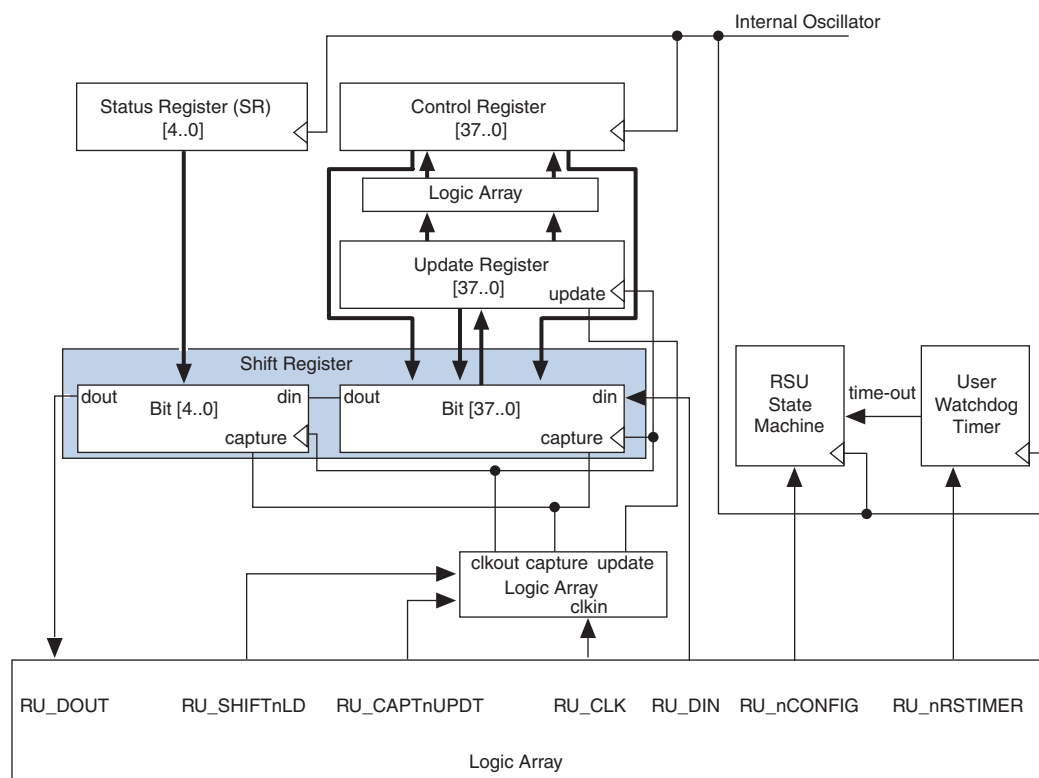 Internal Oscillator
Status Register (SR)
[4..0]
Control Register
[37..0]
Logic Array
Update Register
[37..0]
update
Shift Register
dout
Bit [4..0]
din
capture
dout
Bit [37..0]
din
capture
RSU
State
Machine
time-out
User
Watchdog
Timer
clkout capture update
Logic Array
clkin
RU_DOUT
RU_SHIFTnLD
RU_CAPTnUPDT
RU_CLK
RU_DIN
RU_nCONFIG
RU_nRSTIMER
Logic Array